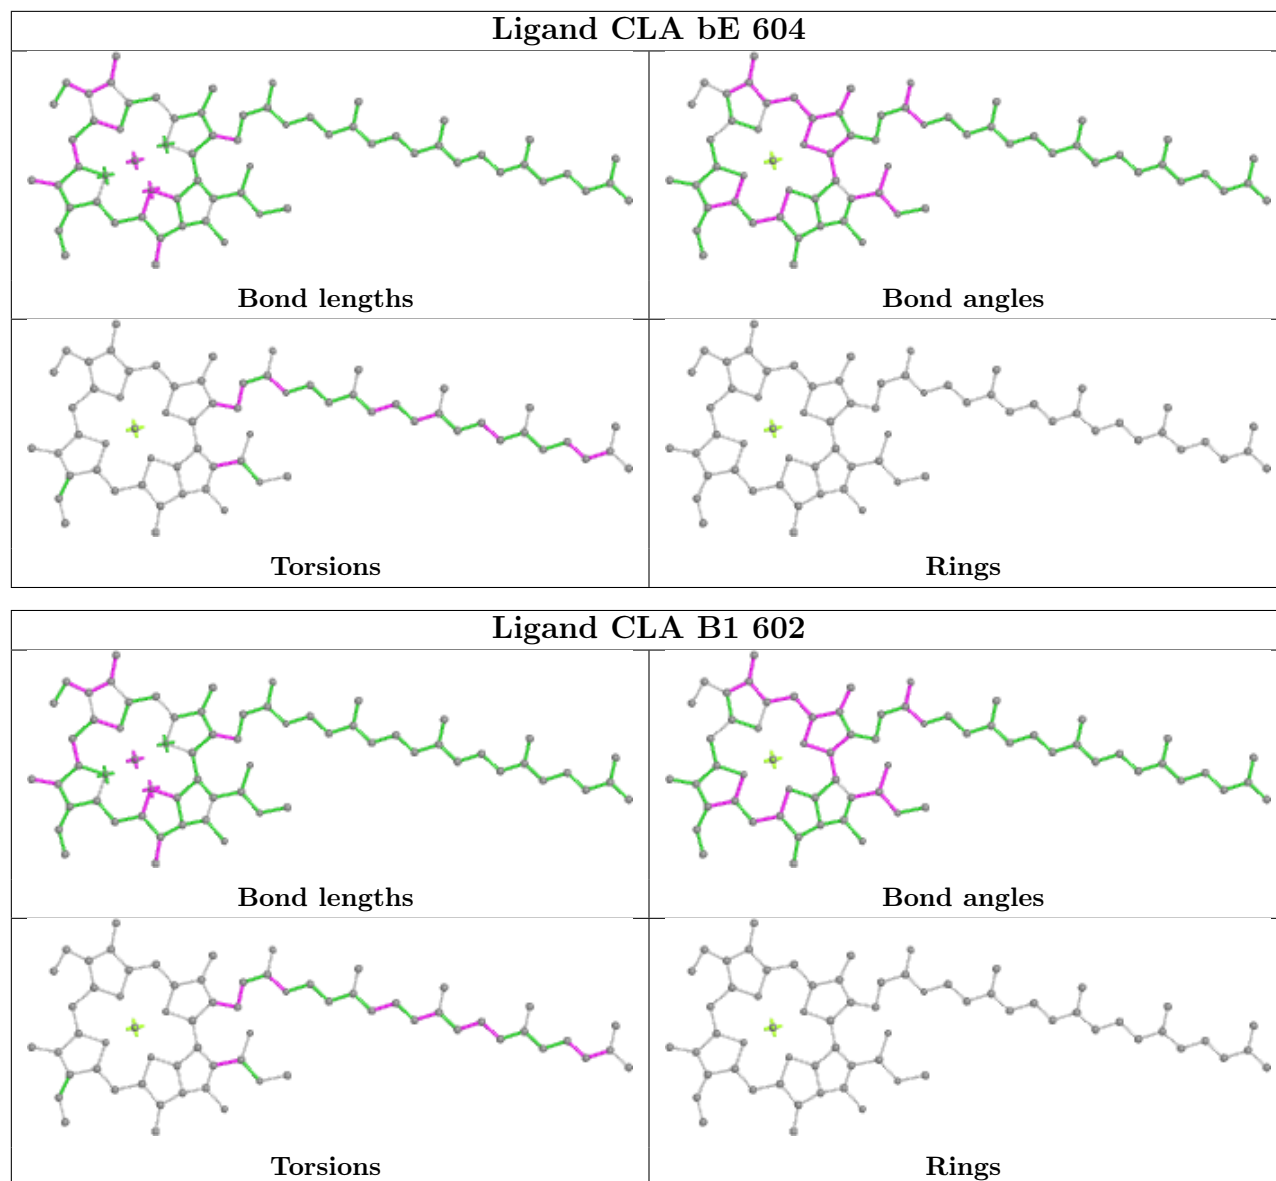 Ligand CLA bE 604
Bond lengths
Bond angles
Torsions
Rings
Ligand CLA B1 602
Bond lengths
Bond angles
Torsions
Rings